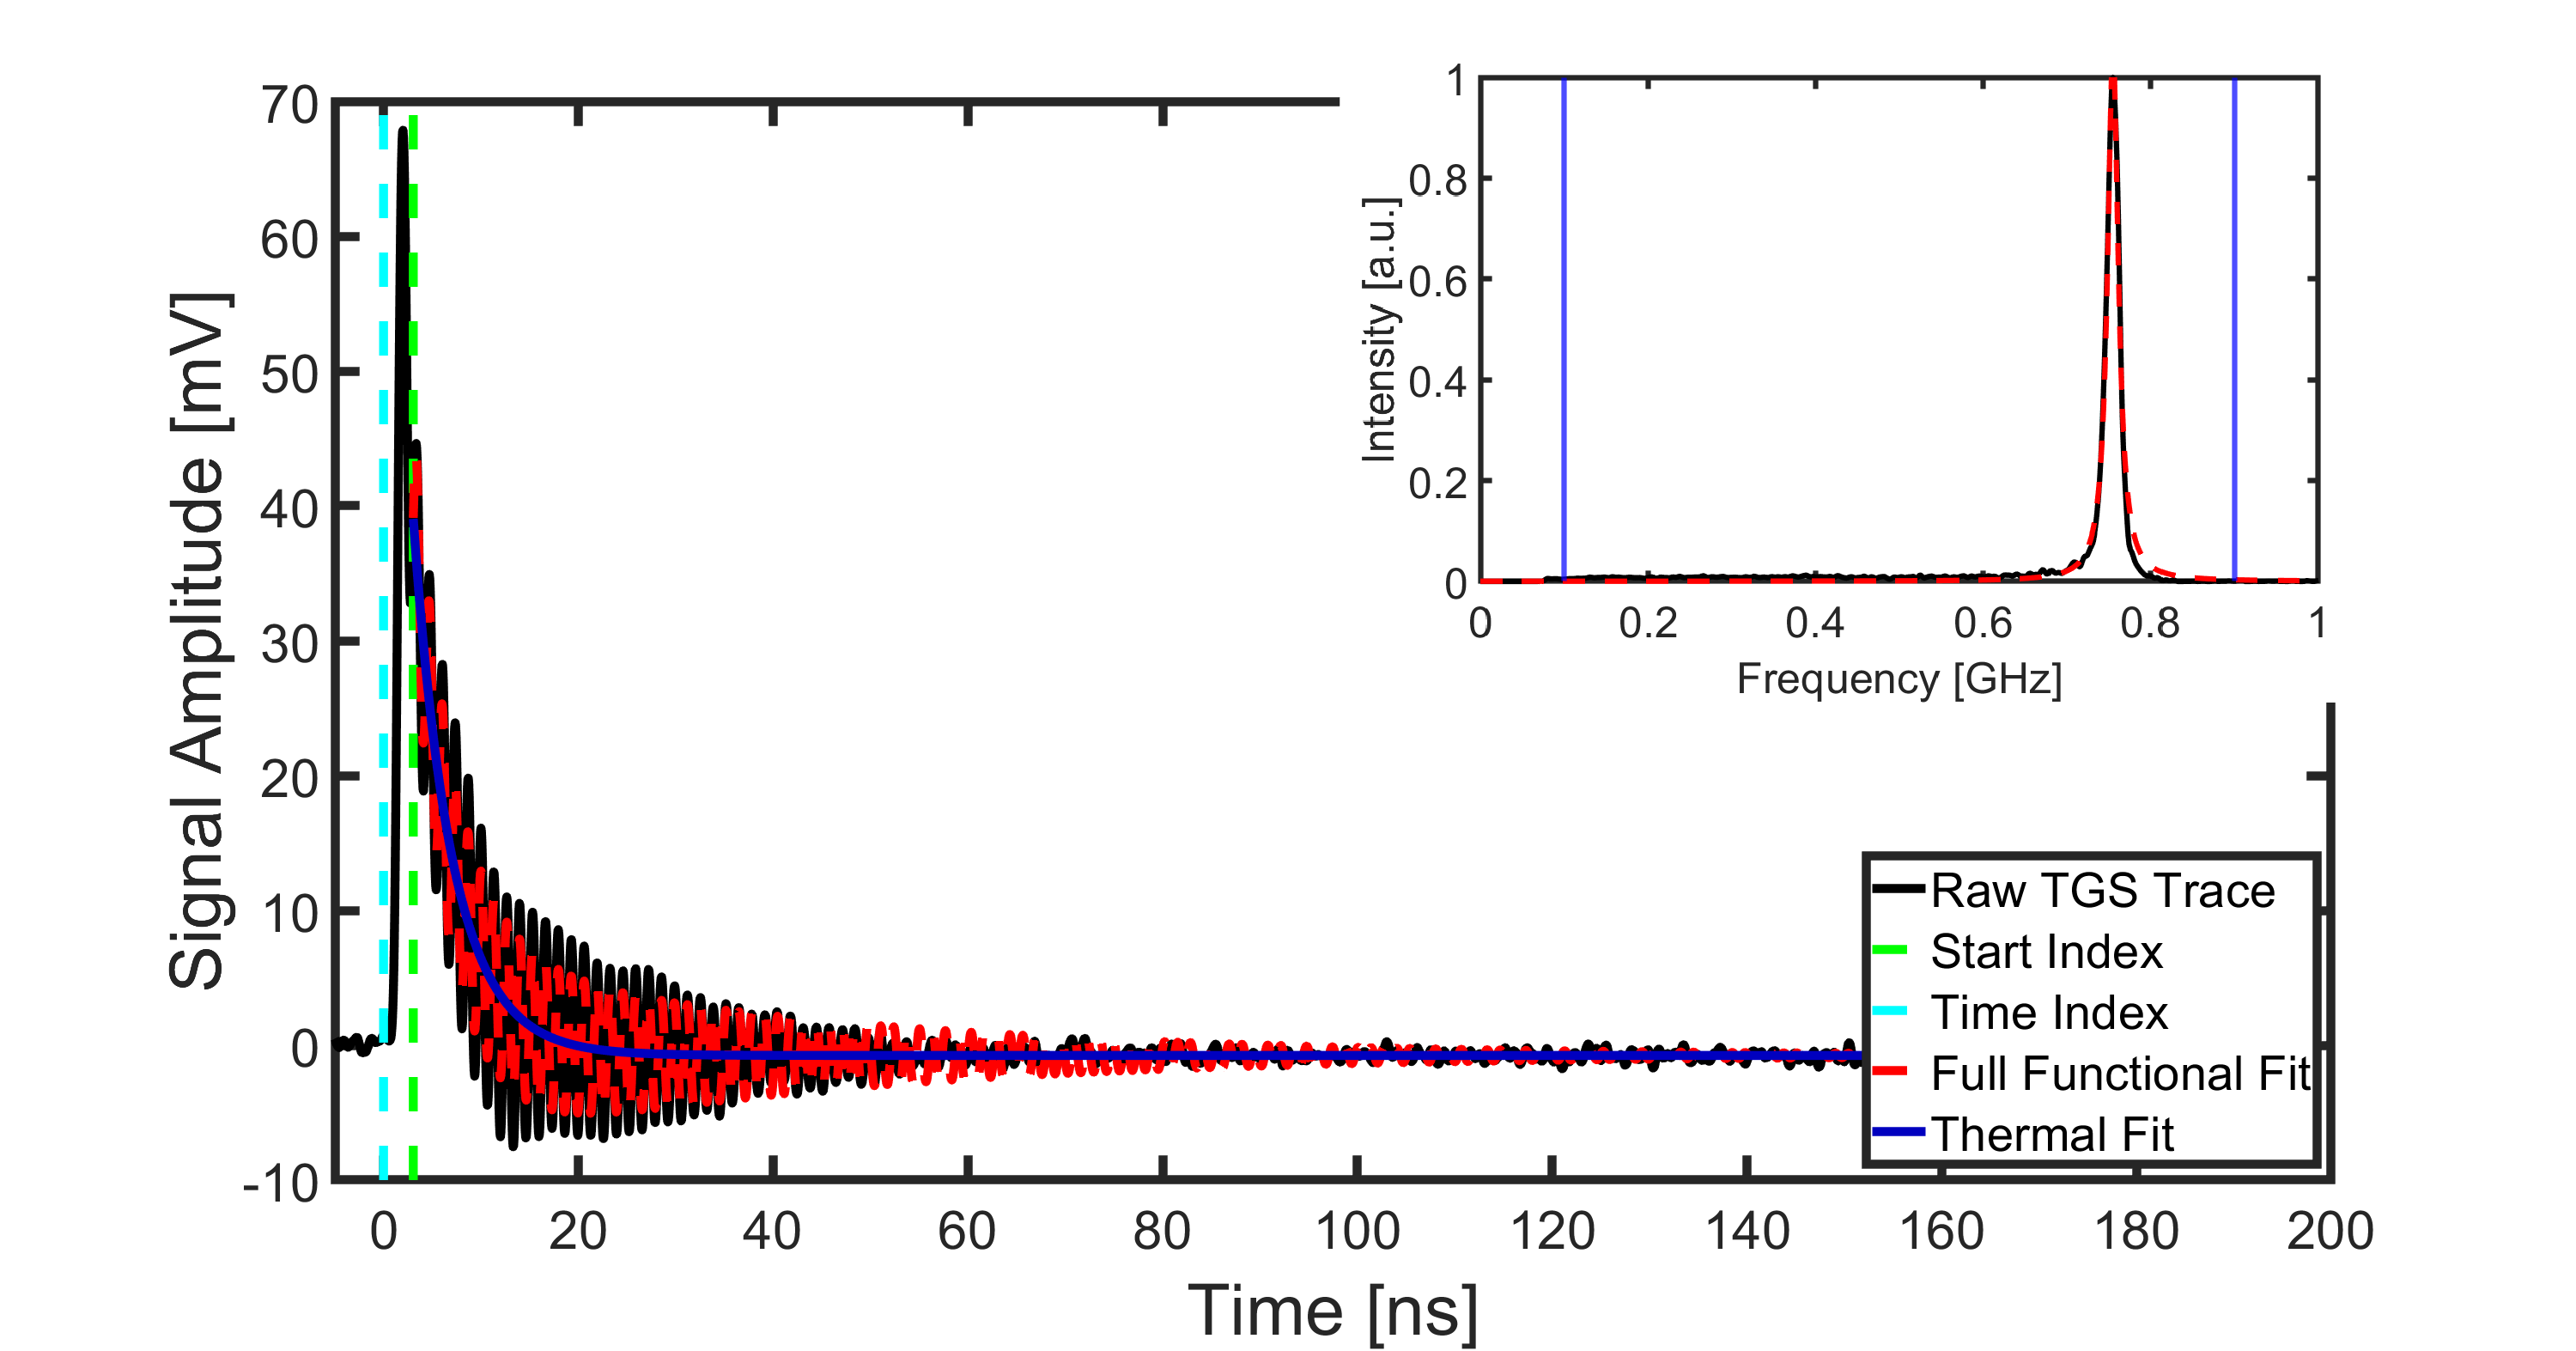 Signal Amplitude [mV]
70
60
50
40
30
20
10
0
-10
0 20 40 60 80 100 120 140 160 180 200
Time [ns]
Intensity [a.u.]
1
0.8
0.6
0.4
0.2
0
0 0.2 0.4 0.6 0.8 1
Frequency [GHz]
Raw TGS Trace
Start Index
Time Index
Full Functional Fit
Thermal Fit